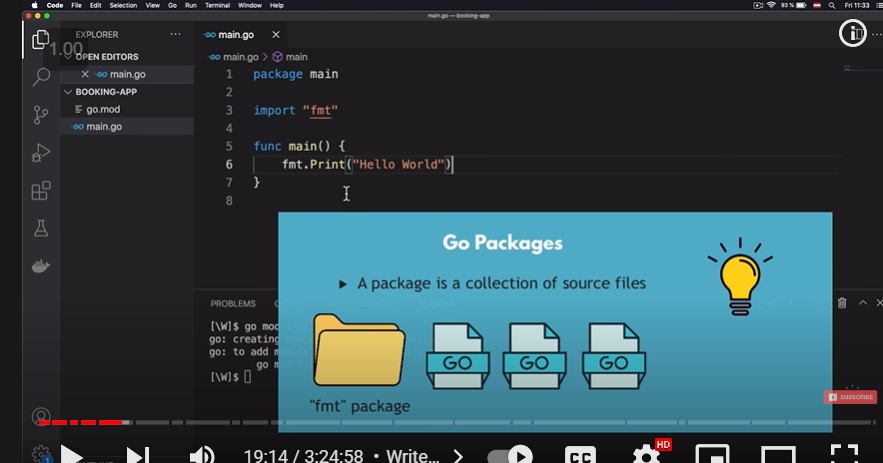 Code File Edit Selection View Go Run Terminal Window Help
93 %
Fri 11:33
main.go — booking-app
EXPLORER
1.00
OPEN EDITORS
main.go
BOOKING-APP
go.mod
main.go
main.go
main.go > main
1 package main
2
3 import "fmt"
4
5 func main() {
6 fmt.Print("Hello World")
7 }
8
Go Packages
A package is a collection of source files
GO GO GO
"fmt" package
PROBLEMS
[\W]$ go mod
go: creating
go: to add
go mod
[\W]$
SUBSCRIBE
1
19:14 / 3:24:58 • Write... >
CC
HD